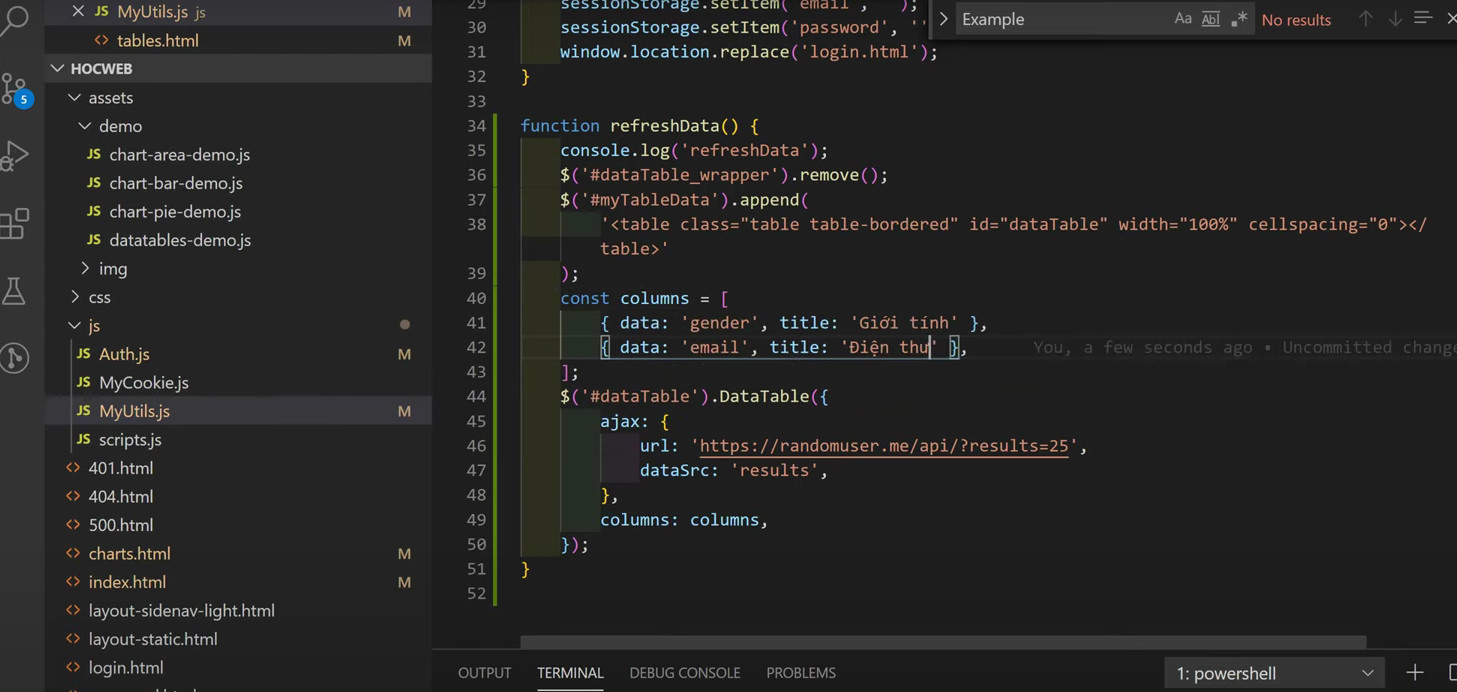 MyUtils.js js M
tables.html M
HOCWEB
5
assets
demo
JS chart-area-demo.js
JS chart-bar-demo.js
JS chart-pie-demo.js
JS datatables-demo.js
img
css
js
JS Auth.js M
JS MyCookie.js
JS MyUtils.js M
JS scripts.js
401.html
404.html
500.html
charts.html M
index.html M
layout-sidenav-light.html
layout-static.html
login.html
Example Aa Abl .* No results
29 sessionStorage.setItem('email', '');
30 sessionStorage.setItem('password', ''
31 window.location.replace('login.html');
32 }
33
34 function refreshData() {
35 console.log('refreshData');
36 $('#dataTable_wrapper').remove();
37 $('#myTableData').append(
38 '<table class="table table-bordered" id="dataTable" width="100%" cellspacing="0"></
table>'
39 );
40 const columns = [
41 { data: 'gender', title: 'Giới tính' },
42 { data: 'email', title: 'Điện thư' }, You, a few seconds ago • Uncommitted change
43 ];
44 $('#dataTable').DataTable({
45 ajax: {
46 url: 'https://randomuser.me/api/?results=25',
47 dataSrc: 'results',
48 },
49 columns: columns,
50 });
51 }
52
OUTPUT TERMINAL DEBUG CONSOLE PROBLEMS 1: powershell